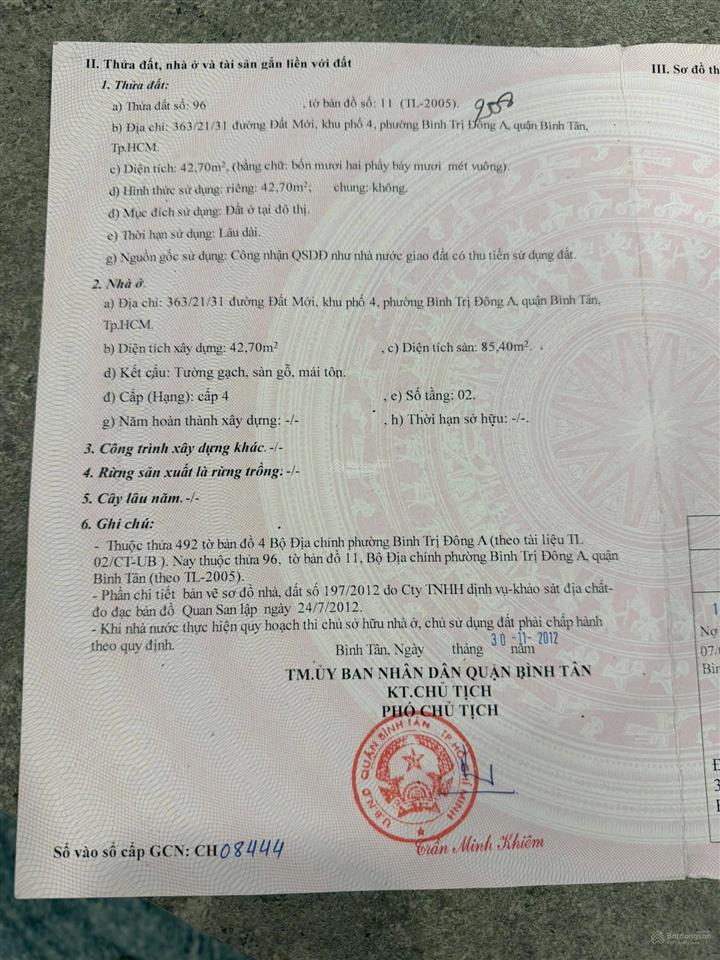 II. Thửa đất, nhà ở và tài sản gắn liền với đất
III. Sơ đồ th
1. Thửa đất:
a) Thửa đất số: 96 , tờ bản đồ số: 11 (TL-2005).
b) Địa chỉ: 363/21/31 đường Đất Mới, khu phố 4, phường Bình Trị Đông A, quận Bình Tân,
Tp.HCM.
c) Diện tích: 42,70m², (bằng chữ: bốn mươi hai phẩy bảy mươi mét vuông).
d) Hình thức sử dụng: riêng: 42,70m²; chung: không.
đ) Mục đích sử dụng: Đất ở tại đô thị.
e) Thời hạn sử dụng: Lâu dài.
g) Nguồn gốc sử dụng: Công nhận QSDĐ như nhà nước giao đất có thu tiền sử dụng đất.
2. Nhà ở.
a) Địa chỉ: 363/21/31 đường Đất Mới, khu phố 4, phường Bình Trị Đông A, quận Bình Tân,
Tp.HCM.
b) Diện tích xây dựng: 42,70m² , c) Diện tích sàn: 85,40m².
d) Kết cấu: Tường gạch, sàn gỗ, mái tôn.
đ) Cấp (Hạng): cấp 4 , e) Số tầng: 02.
g) Năm hoàn thành xây dựng: -/- , h) Thời hạn sở hữu: -/-.
3. Công trình xây dựng khác. -/-
4. Rừng sản xuất là rừng trồng: -/-
5. Cây lâu năm. -/-
6. Ghi chú:
- Thuộc thửa 492 tờ bản đồ 4 Bộ Địa chính phường Bình Trị Đông A (theo tài liệu TL
02/CT-UB ). Nay thuộc thửa 96, tờ bản đồ 11, Bộ Địa chính phường Bình Trị Đông A, quận
Bình Tân (theo TL-2005).
- Phần chi tiết bản vẽ sơ đồ nhà, đất số 197/2012 do Cty TNHH định vụ-khảo sát địa chất-
đo đạc bản đồ Quan San lập ngày 24/7/2012.
- Khi nhà nước thực hiện quy hoạch thì chủ sở hữu nhà ở, chủ sử dụng đất phải chấp hành
theo quy định.
Bình Tân, Ngày tháng năm
30 -11- 2012
TM.ỦY BAN NHÂN DÂN QUẬN BÌNH TÂN
KT.CHỦ TỊCH
PHÓ CHỦ TỊCH
U.B.N.D QUẬN BÌNH TÂN T.P HỒ CHÍ MINH
Trần Minh Khiêm
Số vào sổ cấp GCN: CH 08444
1
Nợ
07/
Bìn
Đ
3
Batdongsan